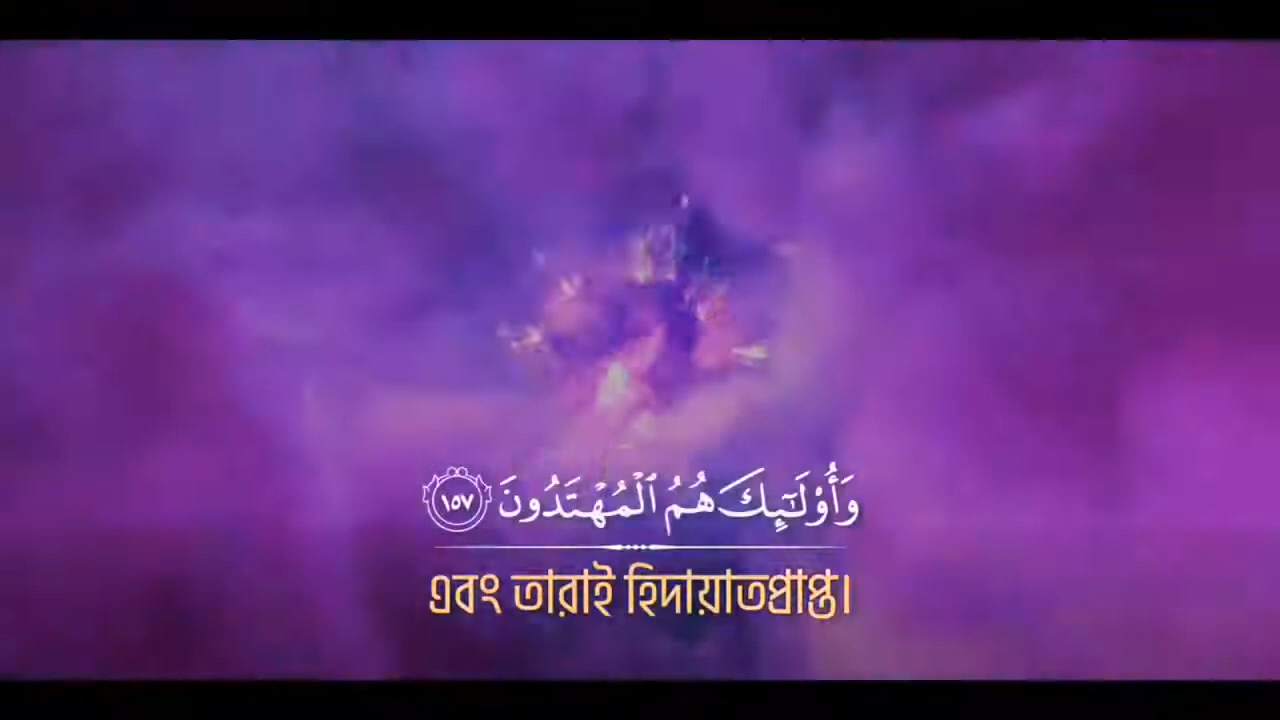 وَأُو۟لَـٰٓئِكَ هُمُ ٱلْمُهْتَدُونَ ١٥٧
এবং তারাই হিদায়াতপ্রাপ্ত।